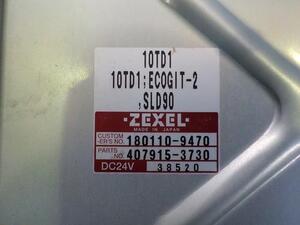 10TD1
10TD1;ECOGIT-2
,SLD90
ZEXEL
MADE IN JAPAN
CUSTOM
-ER'S NO. 180110-9470
PARTS
NO. 407915-3730
DC24V 38520